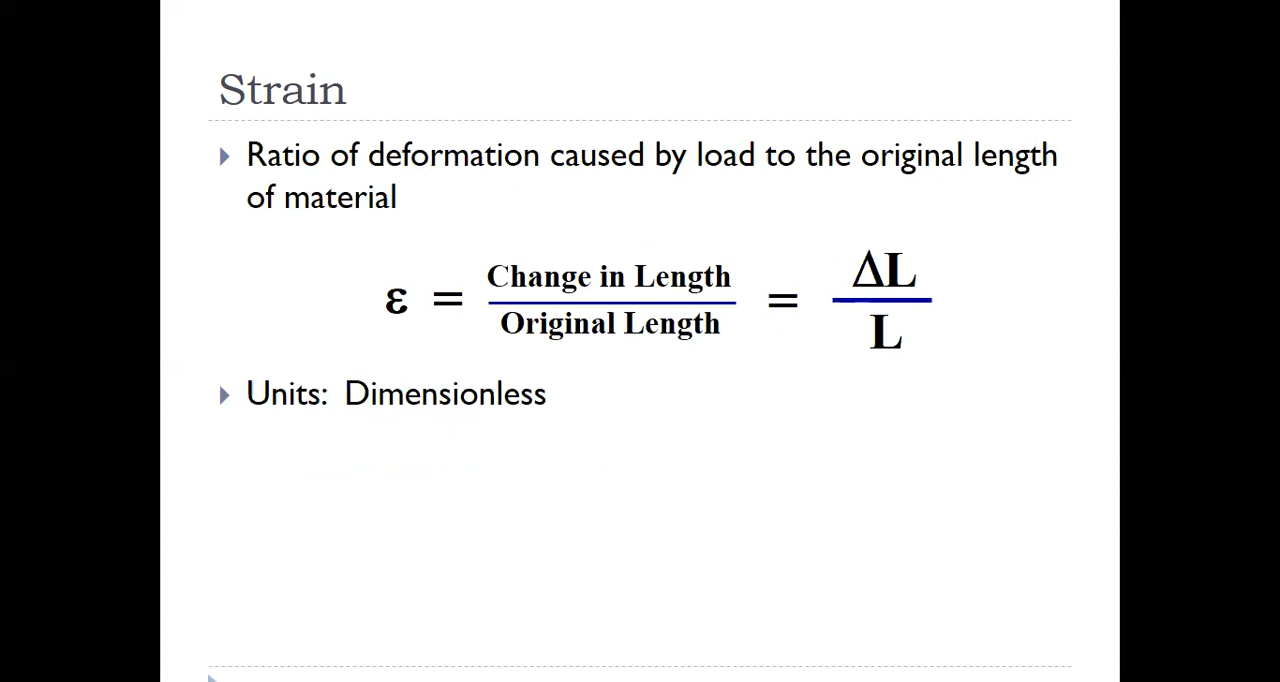 Strain
Ratio of deformation caused by load to the original length
of material
ε = Change in Length / Original Length = ΔL / L
Units: Dimensionless